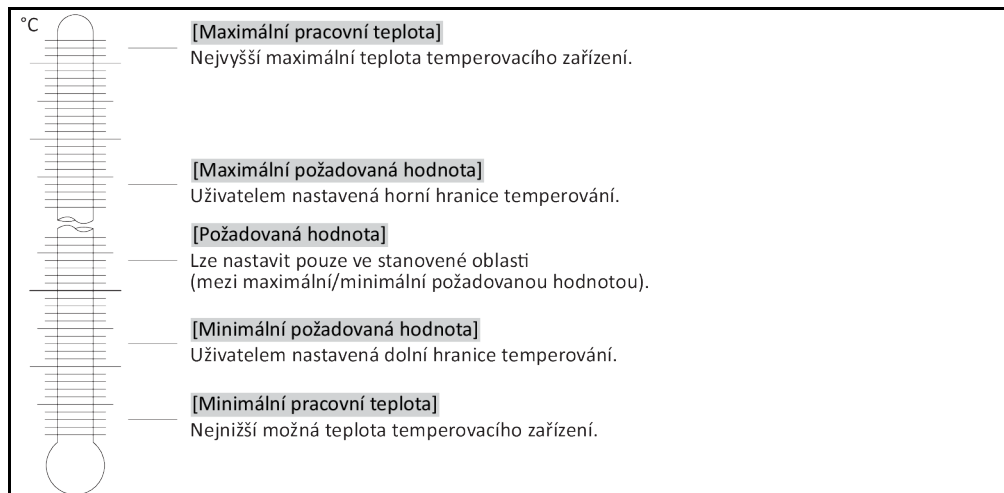 °C
[Maximální pracovní teplota]
Nejvyšší maximální teplota temperovacího zařízení.
[Maximální požadovaná hodnota]
Uživatelem nastavená horní hranice temperování.
[Požadovaná hodnota]
Lze nastavit pouze ve stanovené oblasti
(mezi maximální/minimální požadovanou hodnotou).
[Minimální požadovaná hodnota]
Uživatelem nastavená dolní hranice temperování.
[Minimální pracovní teplota]
Nejnižší možná teplota temperovacího zařízení.